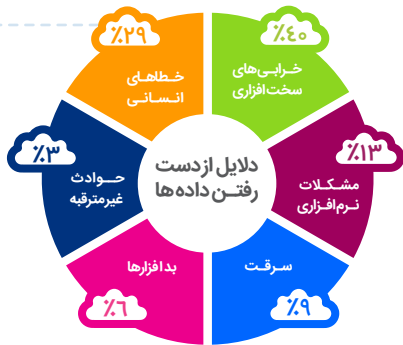 دلایل از دست
رفتن داده‌ها
٪۴۰
خرابی‌های
سخت‌افزاری
٪۱۳
مشکلات
نرم‌افزاری
٪۹
سرقت
٪۶
بدافزارها
٪۳
حوادث
غیرمترقبه
٪۲۹
خطاهای
انسانی